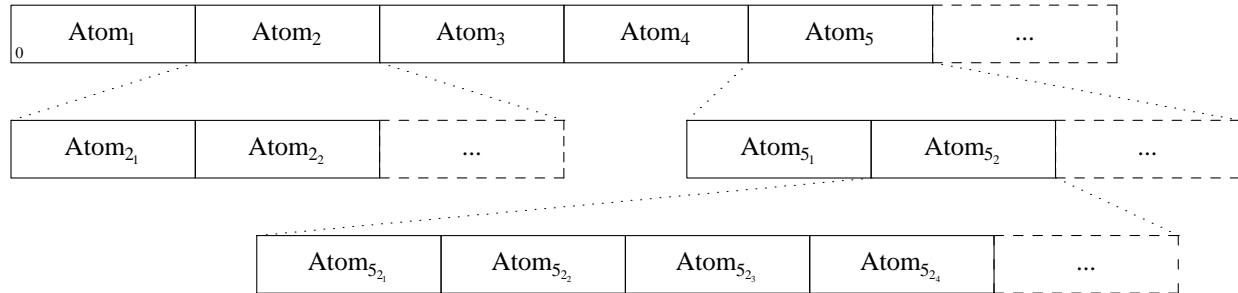 Atom₁ Atom₂ Atom₃ Atom₄ Atom₅ ...
0
Atom₂₁ Atom₂₂ ... Atom₅₁ Atom₅₂ ...
Atom₅₂₁ Atom₅₂₂ Atom₅₂₃ Atom₅₂₄ ...